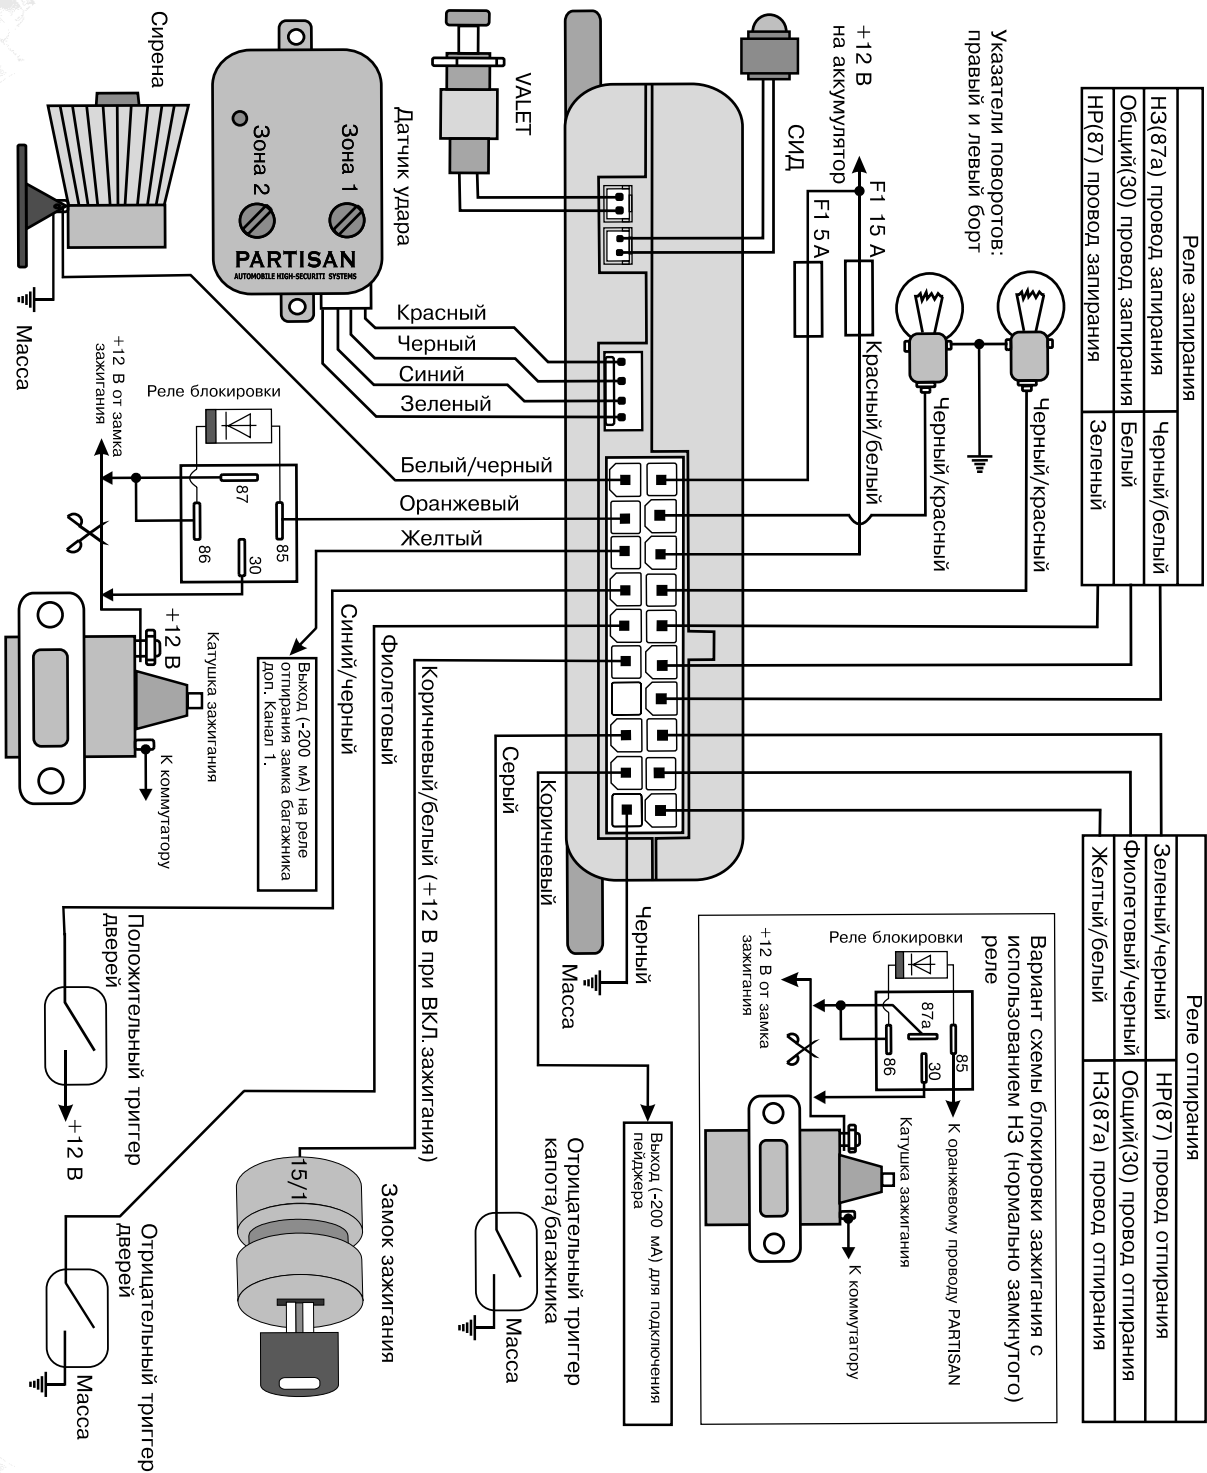 Сирена
Масса
Зона 1
Зона 2
PARTISAN
AUTOMOBILE HIGH-SECURITI SYSTEMS
Датчик удара
VALET
СИД
+12 В
на аккумулятор
F1 15 А
F1 5 А
Указатели поворотов:
правый и левый борт
Реле запирания
НЗ(87а) провод запирания
Черный/белый
Общий(30) провод запирания
Белый
НР(87) провод запирания
Зеленый
Красный
Черный
Синий
Зеленый
Белый/черный
Оранжевый
Желтый
Красный/белый
Черный/красный
Черный/красный
+12 В от замка
зажигания
Реле блокировки
87
86
85
30
+12 В
Катушка зажигания
К коммутатору
Выход (-200 мА) на реле
отпирания замка багажника
доп. Канал 1.
Синий/черный
Фиолетовый
Коричневый/белый (+12 В при ВКЛ.зажигания)
Серый
Коричневый
Черный
Масса
Положительный триггер
дверей
+12 В
Отрицательный триггер
дверей
Масса
15/1
Замок зажигания
Отрицательный триггер
капота/багажника
Масса
Выход (-200 мА) для подключения
пейджера
Вариант схемы блокировки зажигания с
использованием НЗ (нормально замкнутого)
реле
Реле блокировки
+12 В от замка
зажигания
87а
86
85
30
К оранжевому проводу PARTISAN
Катушка зажигания
К коммутатору
Реле отпирания
Зеленый/черный
НР(87) провод отпирания
Фиолетовый/черный
Общий(30) провод отпирания
Желтый/белый
НЗ(87а) провод отпирания